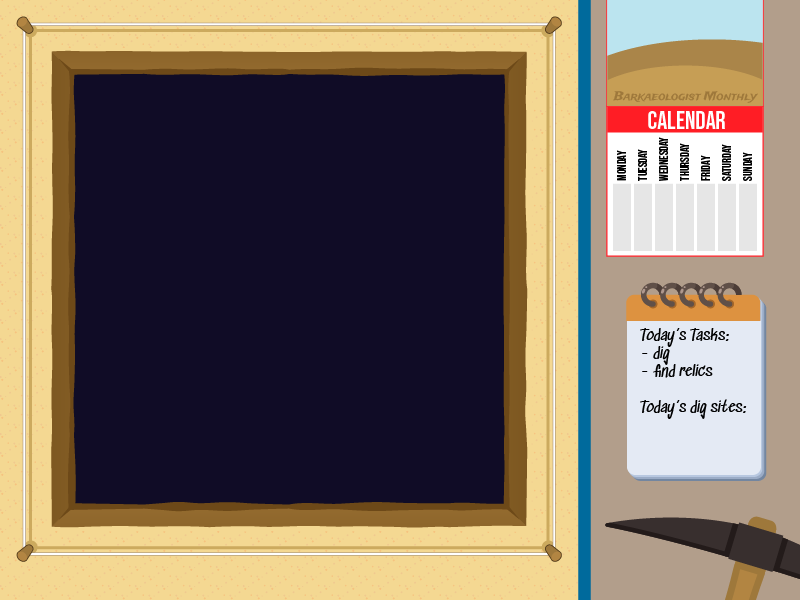 Barkaeologist Monthly
CALENDAR
MONDAY
TUESDAY
WEDNESDAY
THURSDAY
FRIDAY
SATURDAY
SUNDAY
Today's Tasks:
- dig
- find relics
Today's dig sites: